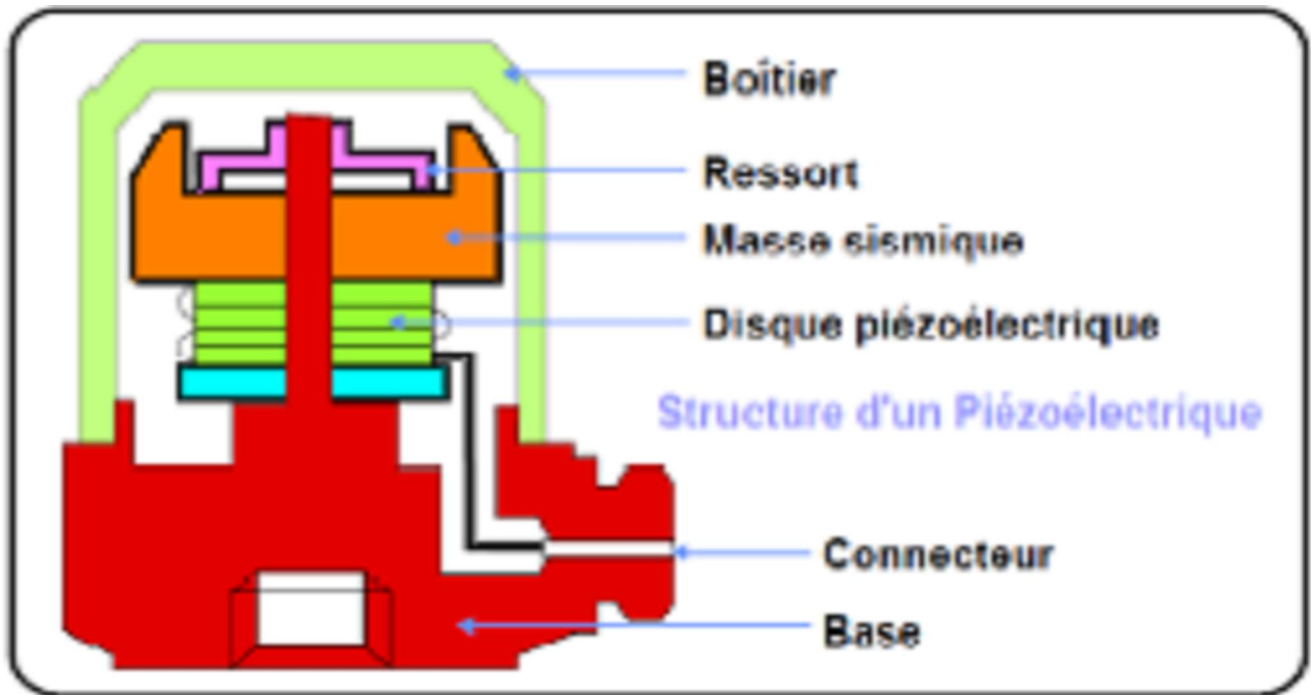 Boîtier
Ressort
Masse sismique
Disque piézoélectrique
Structure d'un Piézoélectrique
Connecteur
Base